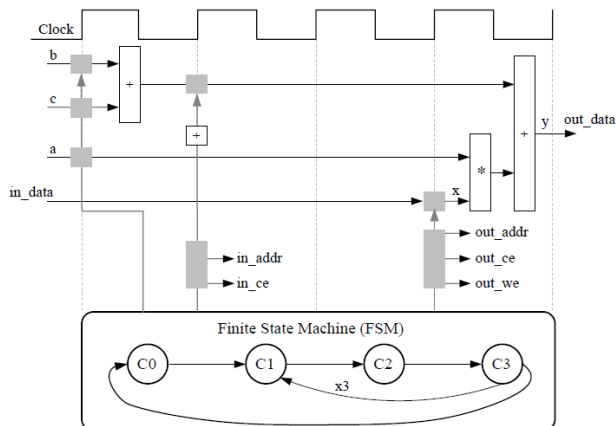 Clock
b
+
c
+
a
*
+
y
out_data
in_data
x
in_addr
in_ce
out_addr
out_ce
out_we
Finite State Machine (FSM)
C0
C1
C2
C3
x3